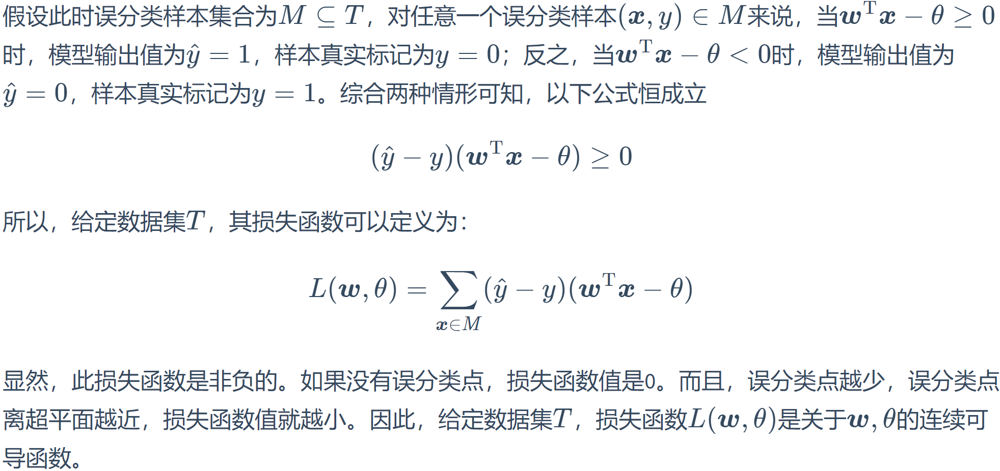 假设此时误分类样本集合为$M \subseteq T$，对任意一个误分类样本$(\boldsymbol{x}, y) \in M$来说，当$\boldsymbol{w}^{\mathrm{T}}\boldsymbol{x} - \theta \geq 0$
时，模型输出值为$\hat{y} = 1$，样本真实标记为$y = 0$；反之，当$\boldsymbol{w}^{\mathrm{T}}\boldsymbol{x} - \theta < 0$时，模型输出值为
$\hat{y} = 0$，样本真实标记为$y = 1$。综合两种情形可知，以下公式恒成立
$(\hat{y} - y)(\boldsymbol{w}^{\mathrm{T}}\boldsymbol{x} - \theta) \geq 0$
所以，给定数据集$T$，其损失函数可以定义为：
$L(\boldsymbol{w}, \theta) = \sum_{\boldsymbol{x} \in M} (\hat{y} - y)(\boldsymbol{w}^{\mathrm{T}}\boldsymbol{x} - \theta)$
显然，此损失函数是非负的。如果没有误分类点，损失函数值是0。而且，误分类点越少，误分类点
离超平面越近，损失函数值就越小。因此，给定数据集$T$，损失函数$L(\boldsymbol{w}, \theta)$是关于$\boldsymbol{w}, \theta$的连续可
导函数。